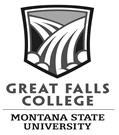 GREAT FALLS
COLLEGE
MONTANA STATE
UNIVERSITY